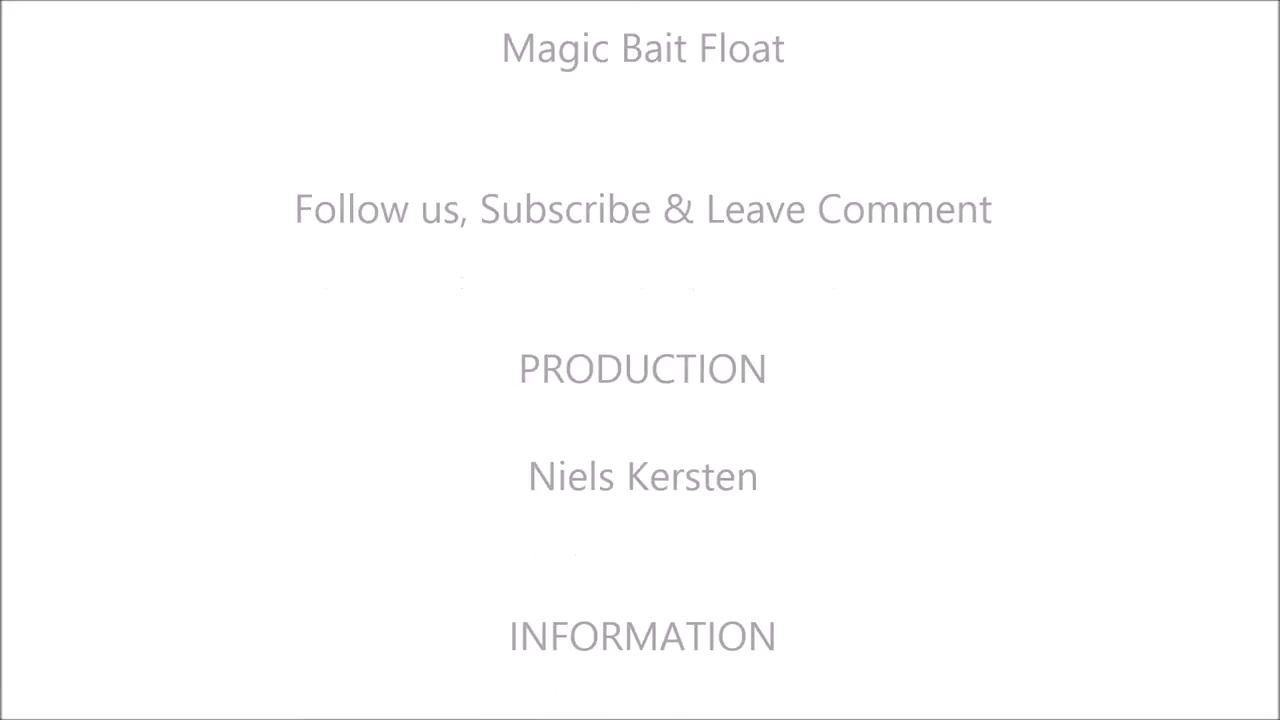 Magic Bait Float
Follow us, Subscribe & Leave Comment
PRODUCTION
Niels Kersten
INFORMATION